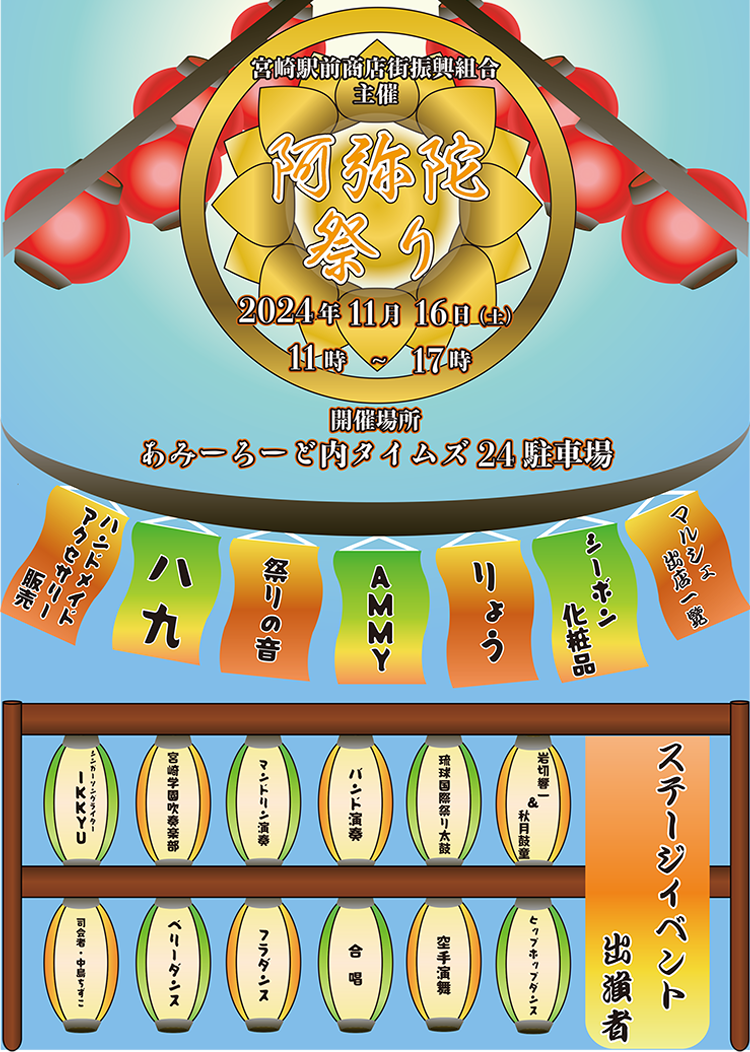 宮崎駅前商店街振興組合
主催
阿弥陀
祭り
2024年 11月 16日(土)
11時 ~ 17時
開催場所
あみーろーど内タイムズ24駐車場
マルシェ
出店一覧
シーボン
化粧品
りょう
AMMY
祭りの音
八九
ハンドメイド
アクセサリー
販売
ステージイベント
出演者
岩切響一
&
秋月鼓童
琉球国際祭り太鼓
バンド演奏
マンドリン演奏
宮崎学園吹奏楽部
シンガーソングライター
IKKYU
ヒップホップダンス
空手演舞
合唱
フラダンス
ベリーダンス
司会者・中島ちずこ